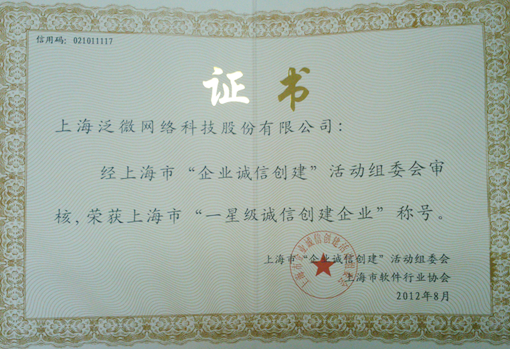 信用码：021011117
证书
上海泛微网络科技股份有限公司：
经上海市“企业诚信创建”活动组委会审
核，荣获上海市“一星级诚信创建企业”称号。
上海市“企业诚信创建”活动组委会
上海市软件行业协会
2012年8月